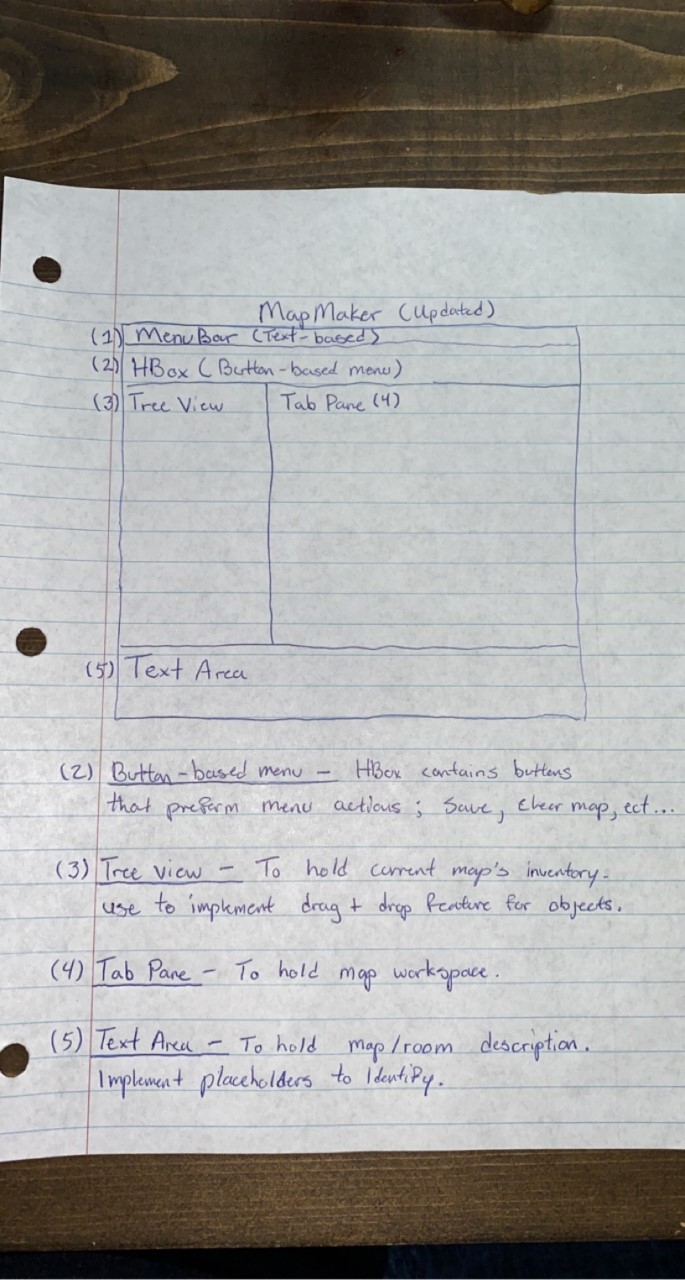 MapMaker (Updated)
(1) MenuBar (Text-based)
(2) HBox (Button-based menu)
(3) Tree View Tab Pane (4)
(5) Text Area
(2) Button-based menu - HBox contains buttons
that preform menu actions; Save, clear map, ect...
(3) Tree view - To hold current map's inventory.
use to implement drag + drop feature for objects.
(4) Tab Pane - To hold map workspace.
(5) Text Area - To hold map/room description.
Implement placeholders to Identify.